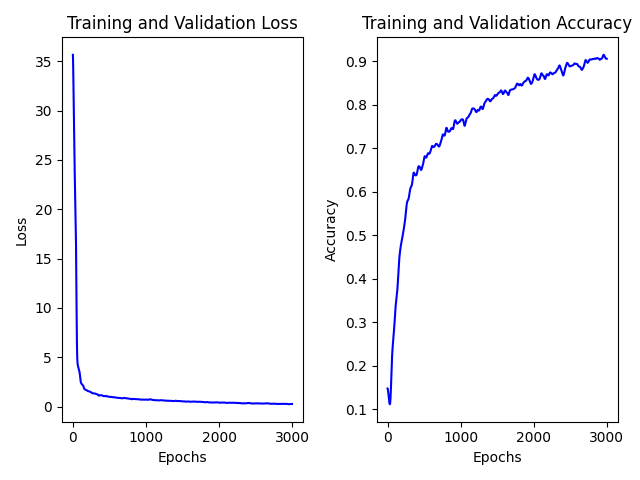 Training and Validation Loss
35
30
25
20
15
10
5
0
Loss
0 1000 2000 3000
Epochs
Training and Validation Accuracy
0.9
0.8
0.7
0.6
0.5
0.4
0.3
0.2
0.1
Accuracy
0 1000 2000 3000
Epochs